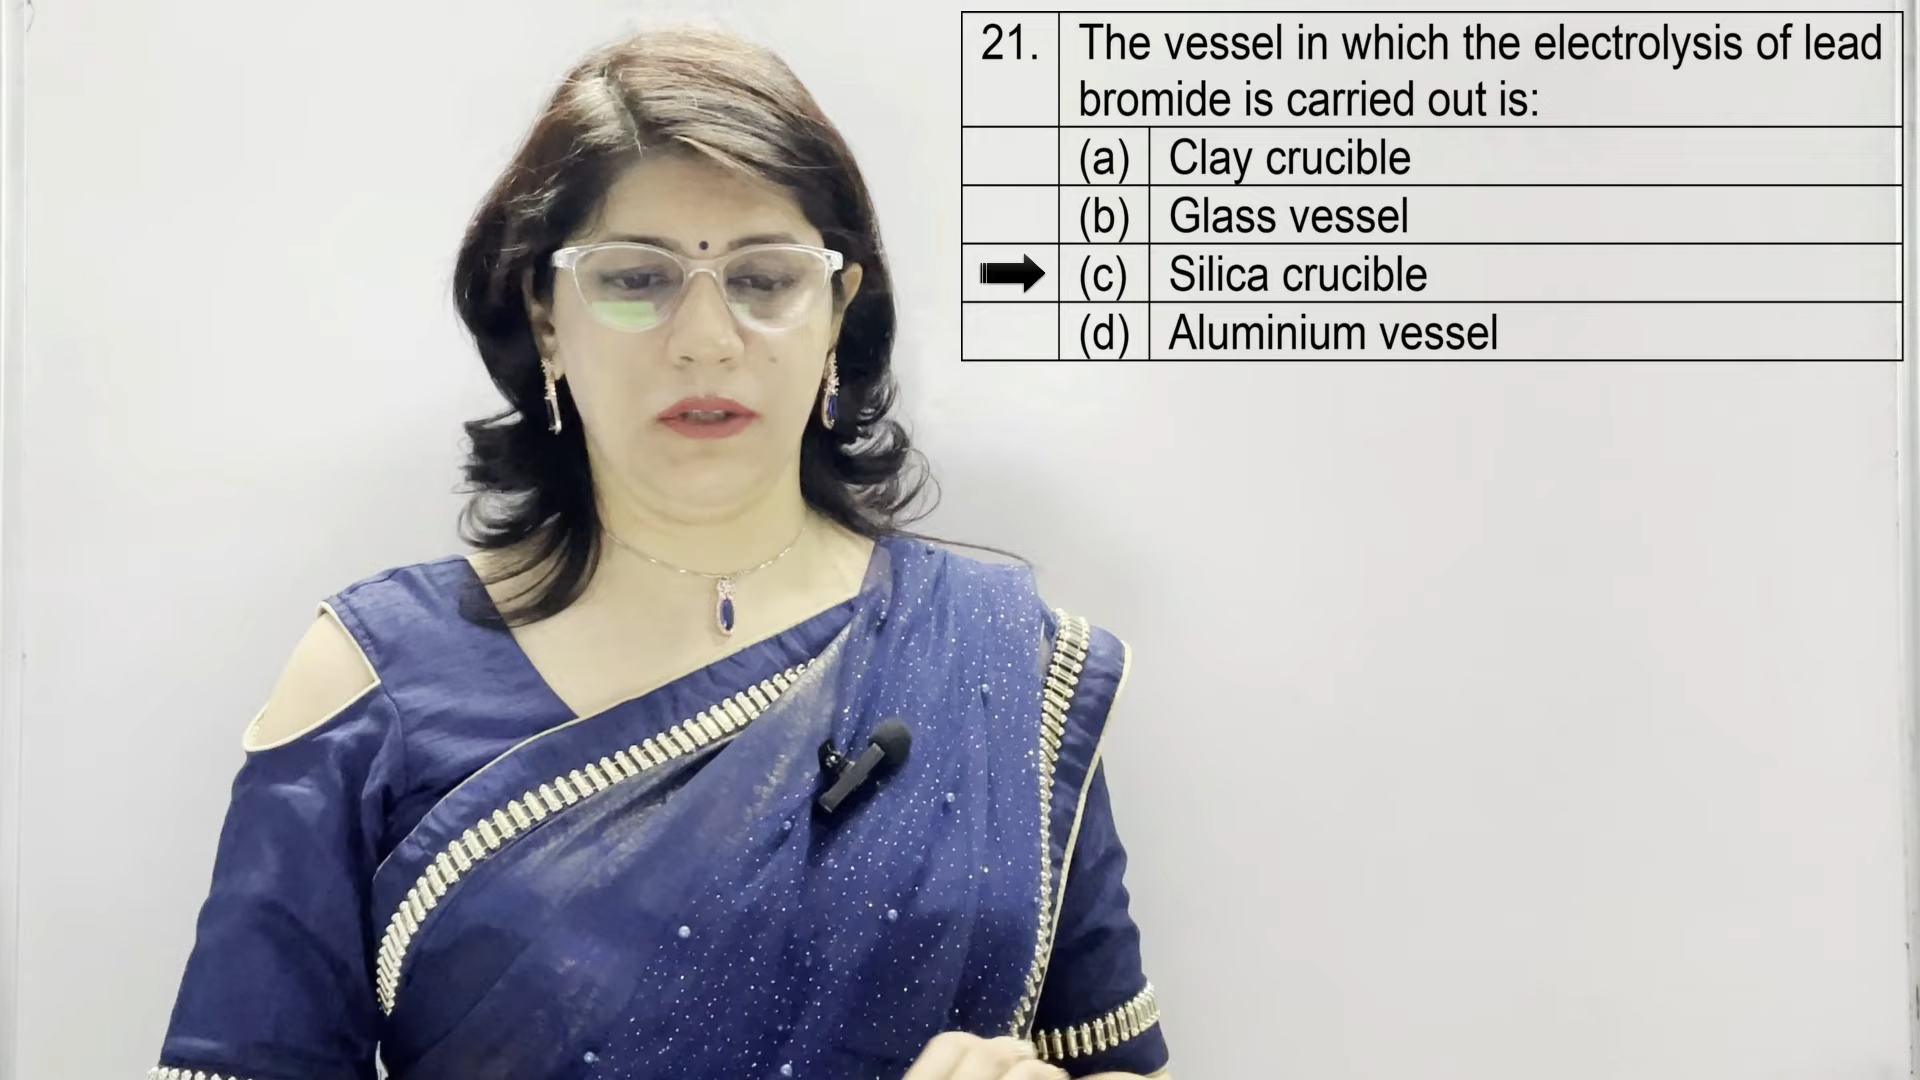 21. The vessel in which the electrolysis of lead
bromide is carried out is:
(a) Clay crucible
(b) Glass vessel
(c) Silica crucible
(d) Aluminium vessel